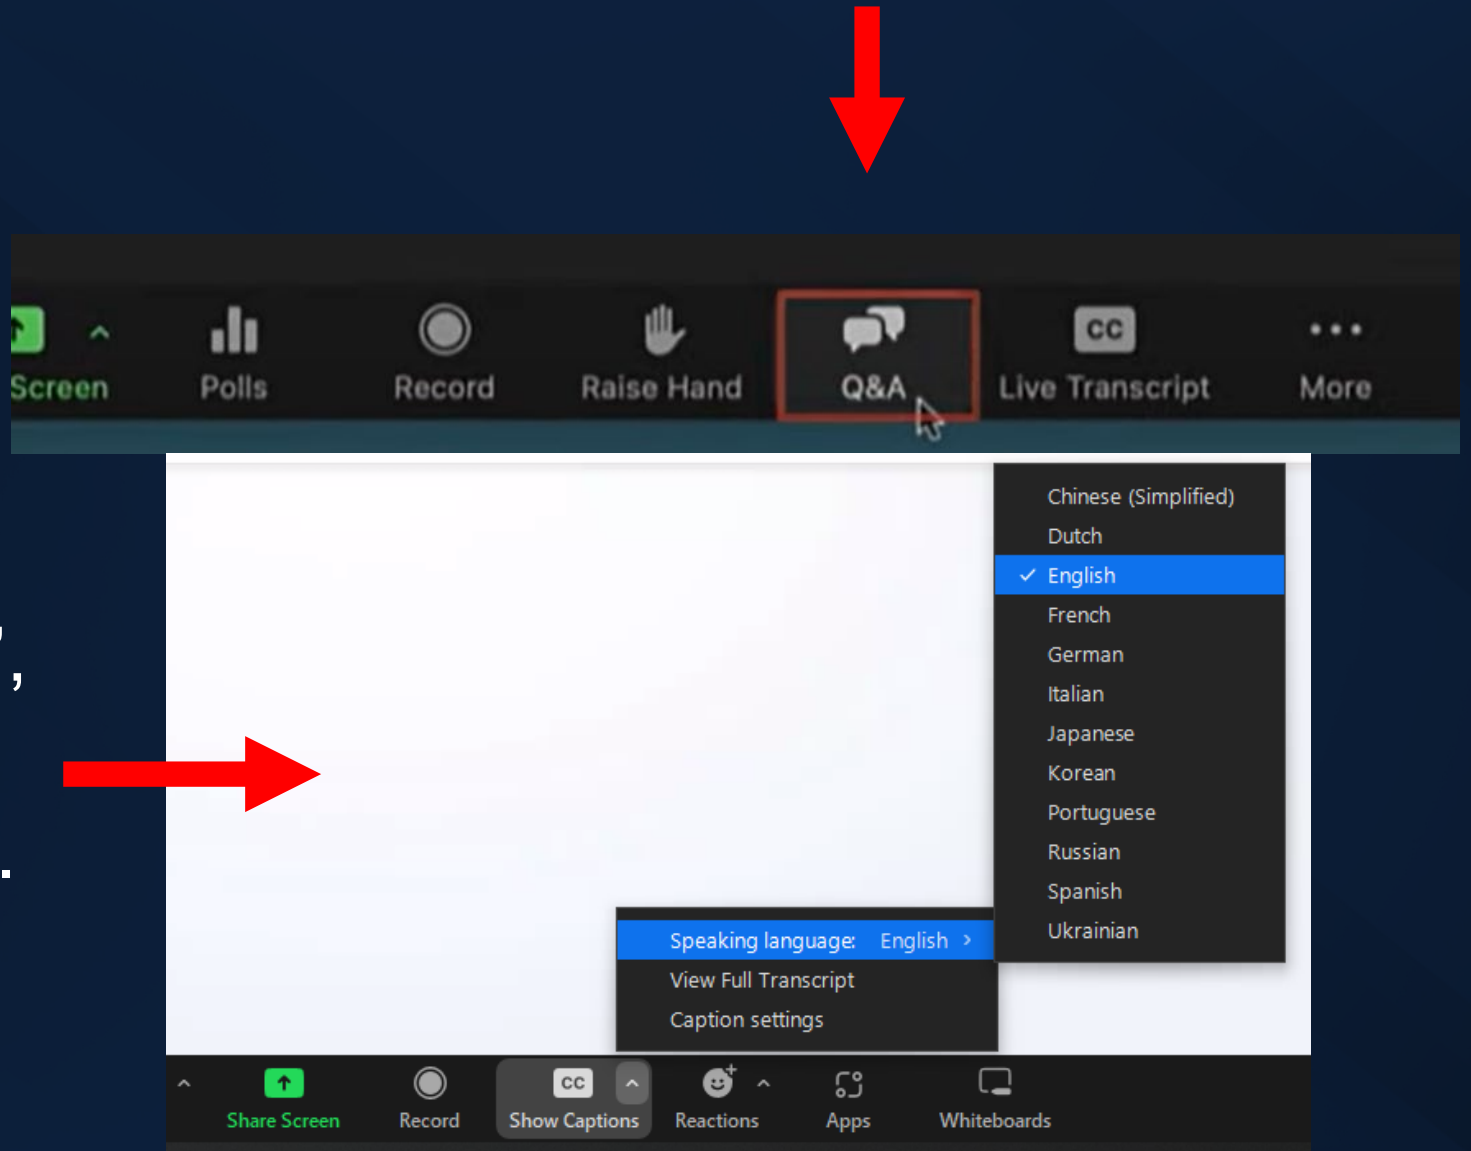 Screen Polls Record Raise Hand Q&A Live Transcript More
CC
Chinese (Simplified)
Dutch
English
French
German
Italian
Japanese
Korean
Portuguese
Russian
Spanish
Ukrainian
,
,
.
Speaking language: English
View Full Transcript
Caption settings
CC
Share Screen Record Show Captions Reactions Apps Whiteboards